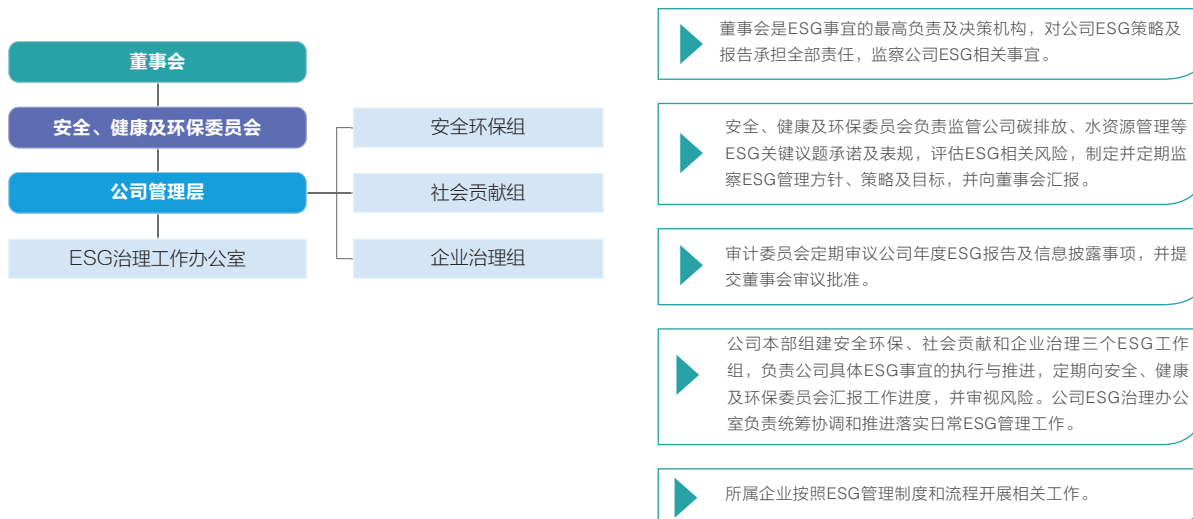 董事会
安全、健康及环保委员会
公司管理层
ESG治理工作办公室
安全环保组
社会贡献组
企业治理组
董事会是ESG事宜的最高负责及决策机构，对公司ESG策略及
报告承担全部责任，监察公司ESG相关事宜。
安全、健康及环保委员会负责监管公司碳排放、水资源管理等
ESG关键议题承诺及表规，评估ESG相关风险，制定并定期监
察ESG管理方针、策略及目标，并向董事会汇报。
审计委员会定期审议公司年度ESG报告及信息披露事项，并提
交董事会审议批准。
公司本部组建安全环保、社会贡献和企业治理三个ESG工作
组，负责公司具体ESG事宜的执行与推进，定期向安全、健康
及环保委员会汇报工作进度，并审视风险。公司ESG治理办公
室负责统筹协调和推进落实日常ESG管理工作。
所属企业按照ESG管理制度和流程开展相关工作。